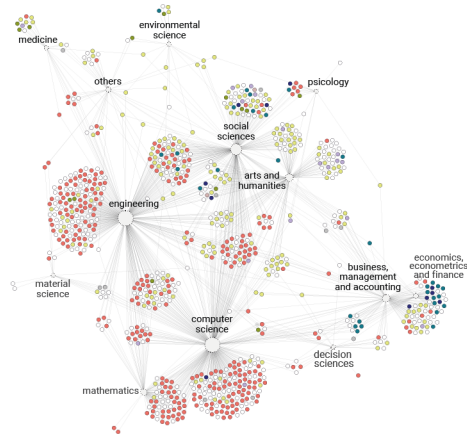 environmental
science
medicine
others
psicology
social
sciences
arts and
humanities
engineering
economics,
econometrics
and finance
business,
management
and accounting
material
science
computer
science
decision
sciences
mathematics